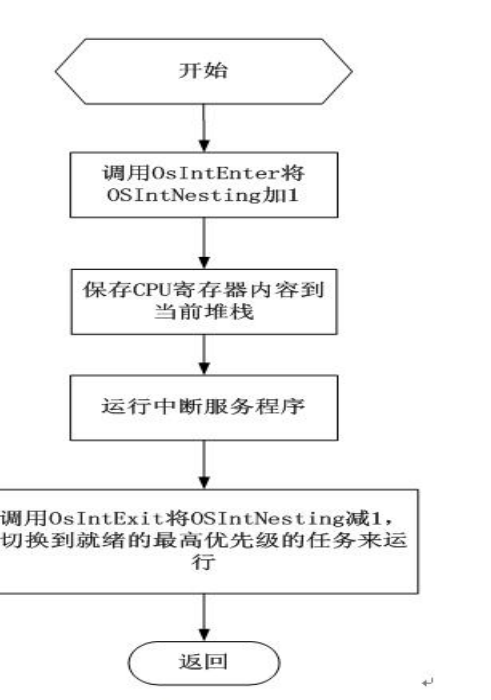 开始
调用OsIntEnter将
OSIntNesting加1
保存CPU寄存器内容到
当前堆栈
运行中断服务程序
调用OsIntExit将OSIntNesting减1，
切换到就绪的最高优先级的任务来运
行
返回